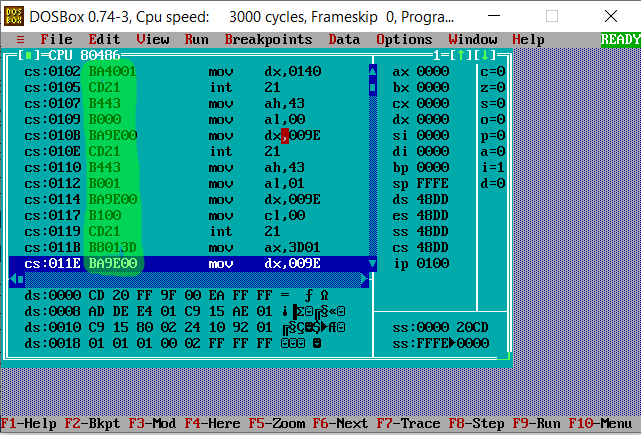 DOSBox 0.74-3, Cpu speed: 3000 cycles, Frameskip 0, Progra...
≡ File Edit View Run Breakpoints Data Options Window Help READY
[■] CPU 80486 1=[↑][↓]
cs:0102 BA4001 mov dx,0140 ax 0000 c=0
cs:0105 CD21 int 21 bx 0000 z=0
cs:0107 B443 mov ah,43 cx 0000 s=0
cs:0109 B000 mov al,00 dx 0000 o=0
cs:010B BA9E00 mov dx,009E si 0000 p=0
cs:010E CD21 int 21 di 0000 a=0
cs:0110 B443 mov ah,43 bp 0000 i=1
cs:0112 B001 mov al,01 sp FFFE d=0
cs:0114 BA9E00 mov dx,009E ds 48DD
cs:0117 B100 mov cl,00 es 48DD
cs:0119 CD21 int 21 ss 48DD
cs:011B B8013D mov ax,3D01 cs 48DD
cs:011E BA9E00 mov dx,009E ip 0100
ds:0000 CD 20 FF 9F 00 EA FF FF = ƒ Ω
ds:0008 AD DE E4 01 C9 15 AE 01 ¡▐Σ☺╔§«☺
ds:0010 C9 15 80 02 24 10 92 01 ╔§Ç☻$►Æ☺ ss:0000 20CD
ds:0018 01 01 01 00 02 FF FF FF ☺☺☺ ☻ ss:FFFE►0000
F1-Help F2-Bkpt F3-Mod F4-Here F5-Zoom F6-Next F7-Trace F8-Step F9-Run F10-Menu